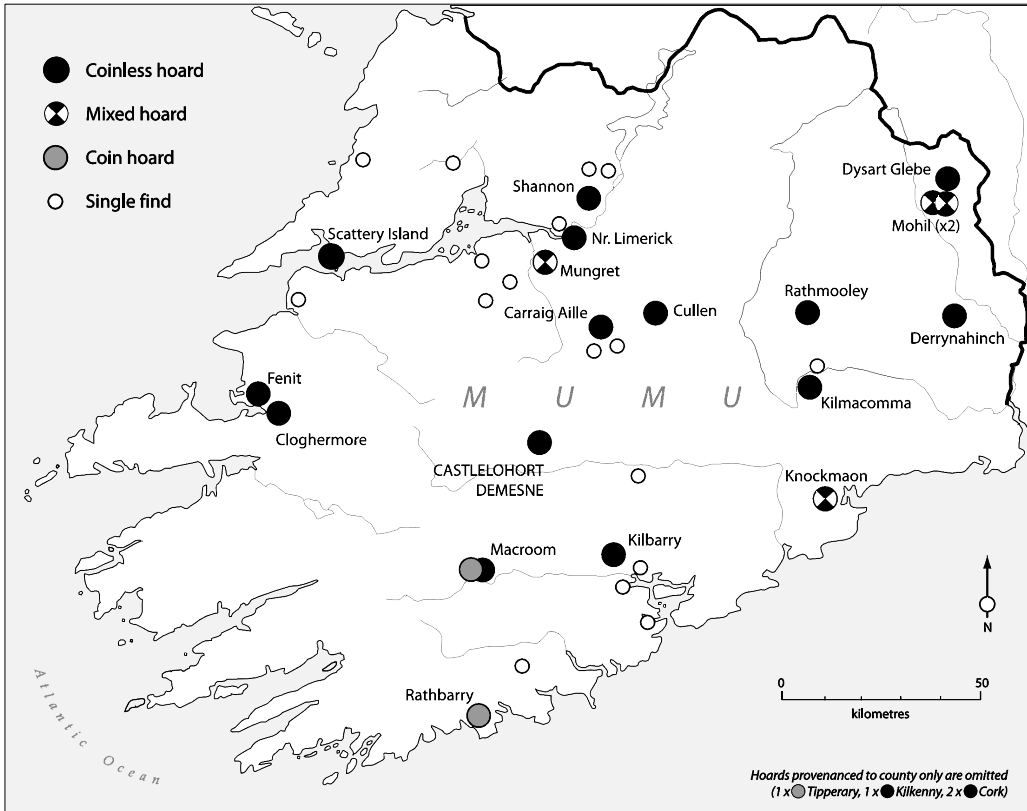 Coinless hoard
Mixed hoard
Coin hoard
Single find
Dysart Glebe
Shannon
Mohil (x2)
Scattery Island
Nr. Limerick
Mungret
Rathmooley
Carraig Aille
Cullen
Derrynahinch
Fenit
M U M U
Kilmacomma
Cloghermore
CASTLELOHORT
DEMESNE
Knockmaon
Macroom
Kilbarry
N
Rathbarry
0 50
kilometres
Atlantic Ocean
Hoards provenanced to county only are omitted
(1 x Tipperary, 1 x Kilkenny, 2 x Cork)